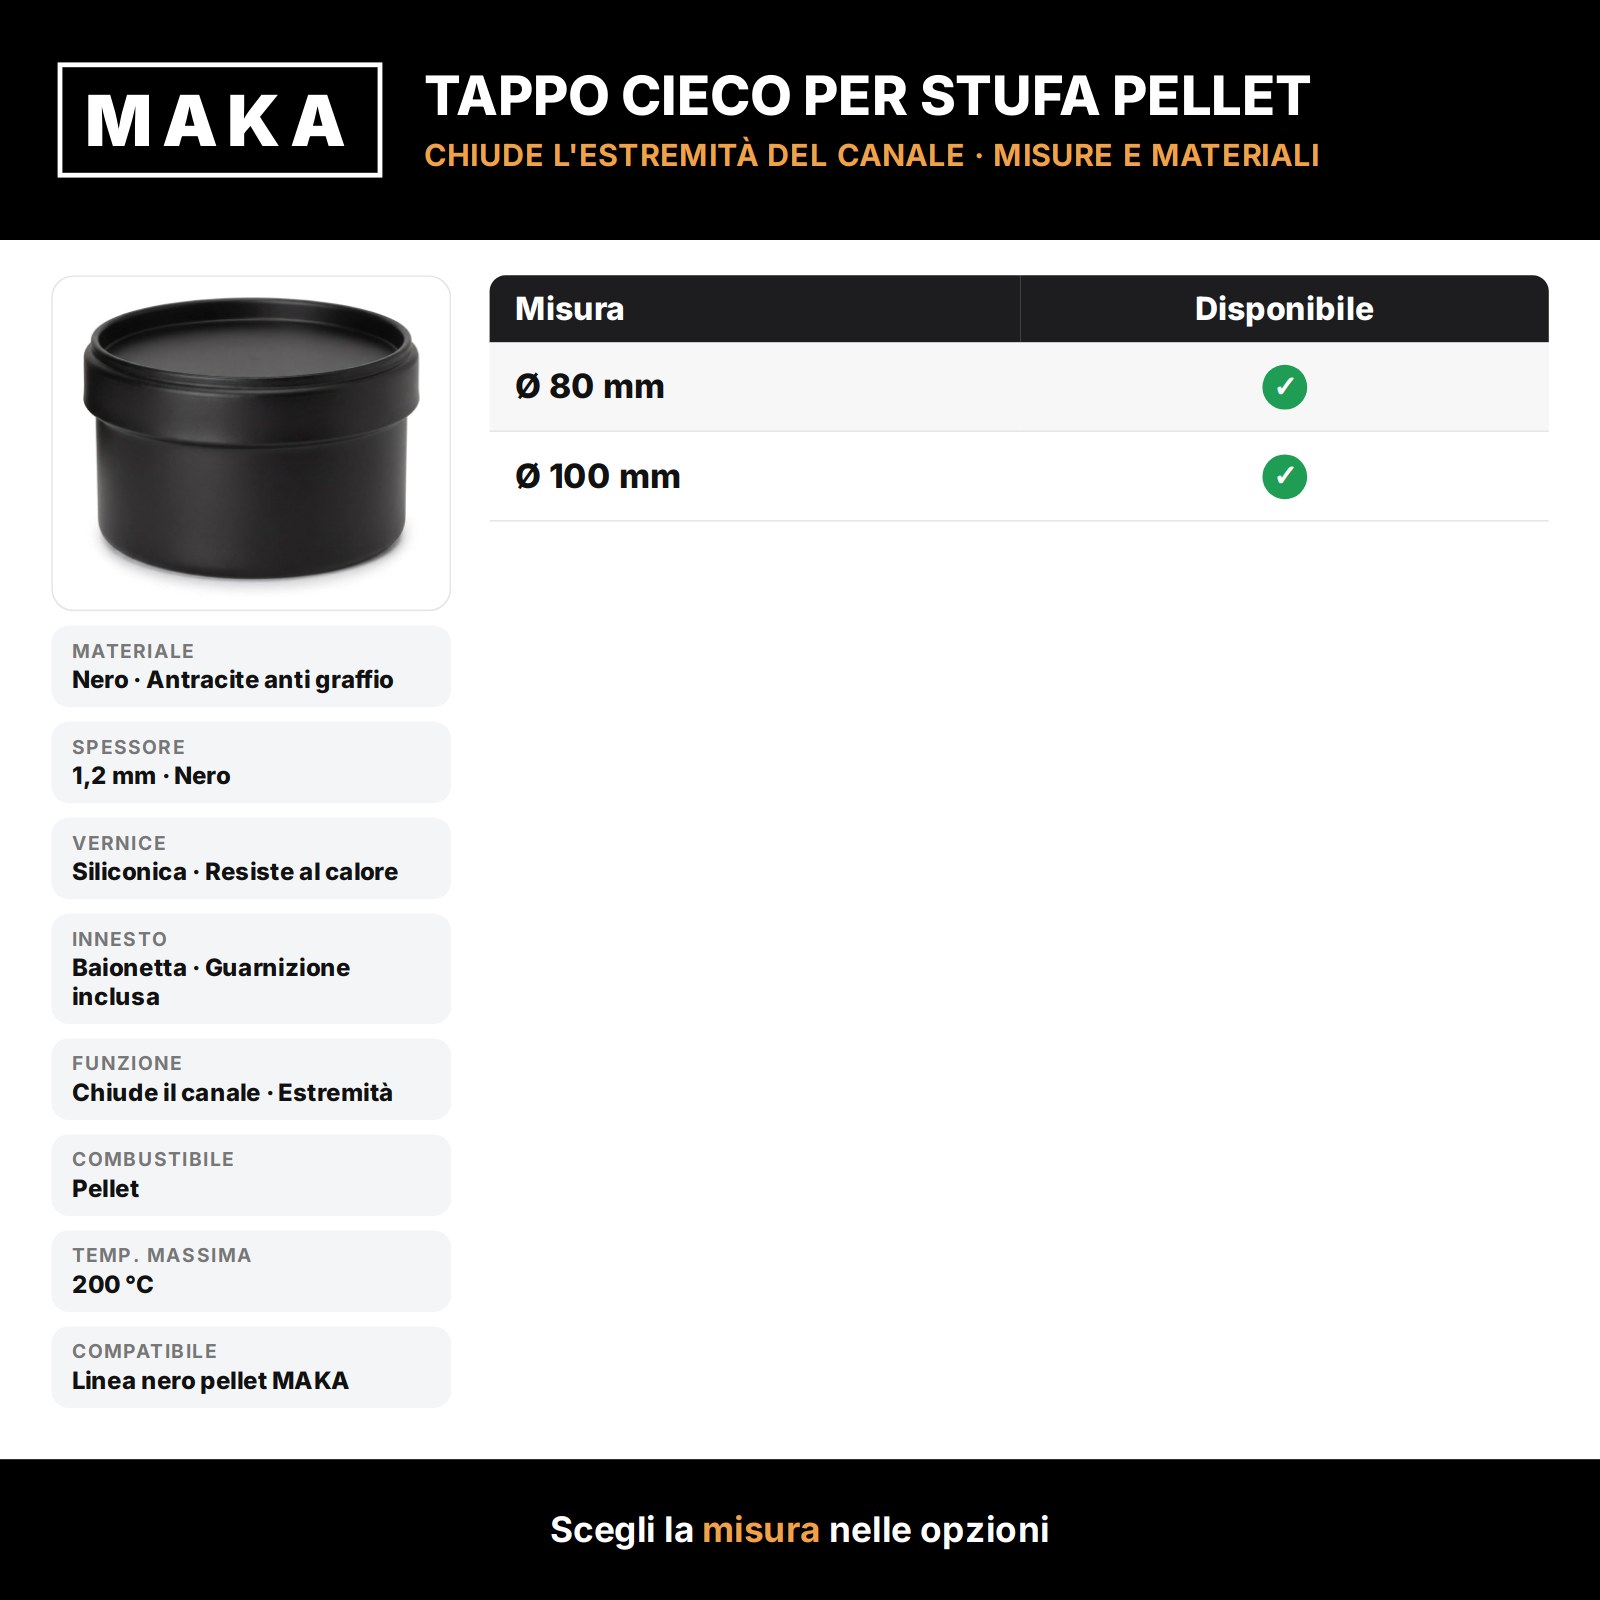 MAKA
TAPPO CIECO PER STUFA PELLET
CHIUDE L'ESTREMITÀ DEL CANALE · MISURE E MATERIALI
Misura Disponibile
Ø 80 mm ✓
Ø 100 mm ✓
MATERIALE
Nero · Antracite anti graffio
SPESSORE
1,2 mm · Nero
VERNICE
Siliconica · Resiste al calore
INNESTO
Baionetta · Guarnizione
inclusa
FUNZIONE
Chiude il canale · Estremità
COMBUSTIBILE
Pellet
TEMP. MASSIMA
200 °C
COMPATIBILE
Linea nero pellet MAKA
Scegli la misura nelle opzioni